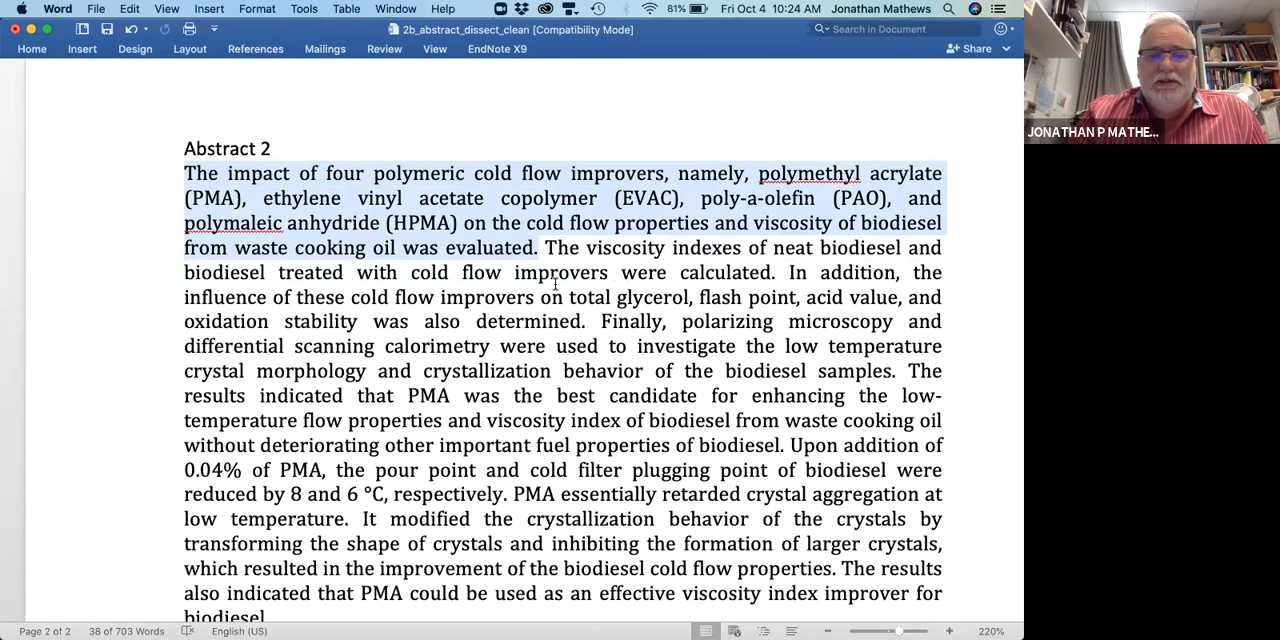 Word File Edit View Insert Format Tools Table Window Help 81% Fri Oct 4 10:24 AM Jonathan Mathews
2b_abstract_dissect_clean [Compatibility Mode] Search in Document
Home Insert Design Layout References Mailings Review View EndNote X9 Share
JONATHAN P MATHE...
Abstract 2
The impact of four polymeric cold flow improvers, namely, polymethyl acrylate
(PMA), ethylene vinyl acetate copolymer (EVAC), poly-a-olefin (PAO), and
polymaleic anhydride (HPMA) on the cold flow properties and viscosity of biodiesel
from waste cooking oil was evaluated. The viscosity indexes of neat biodiesel and
biodiesel treated with cold flow improvers were calculated. In addition, the
influence of these cold flow improvers on total glycerol, flash point, acid value, and
oxidation stability was also determined. Finally, polarizing microscopy and
differential scanning calorimetry were used to investigate the low temperature
crystal morphology and crystallization behavior of the biodiesel samples. The
results indicated that PMA was the best candidate for enhancing the low-
temperature flow properties and viscosity index of biodiesel from waste cooking oil
without deteriorating other important fuel properties of biodiesel. Upon addition of
0.04% of PMA, the pour point and cold filter plugging point of biodiesel were
reduced by 8 and 6 °C, respectively. PMA essentially retarded crystal aggregation at
low temperature. It modified the crystallization behavior of the crystals by
transforming the shape of crystals and inhibiting the formation of larger crystals,
which resulted in the improvement of the biodiesel cold flow properties. The results
also indicated that PMA could be used as an effective viscosity index improver for
biodiesel.
Page 2 of 2 38 of 703 Words English (US) 220%